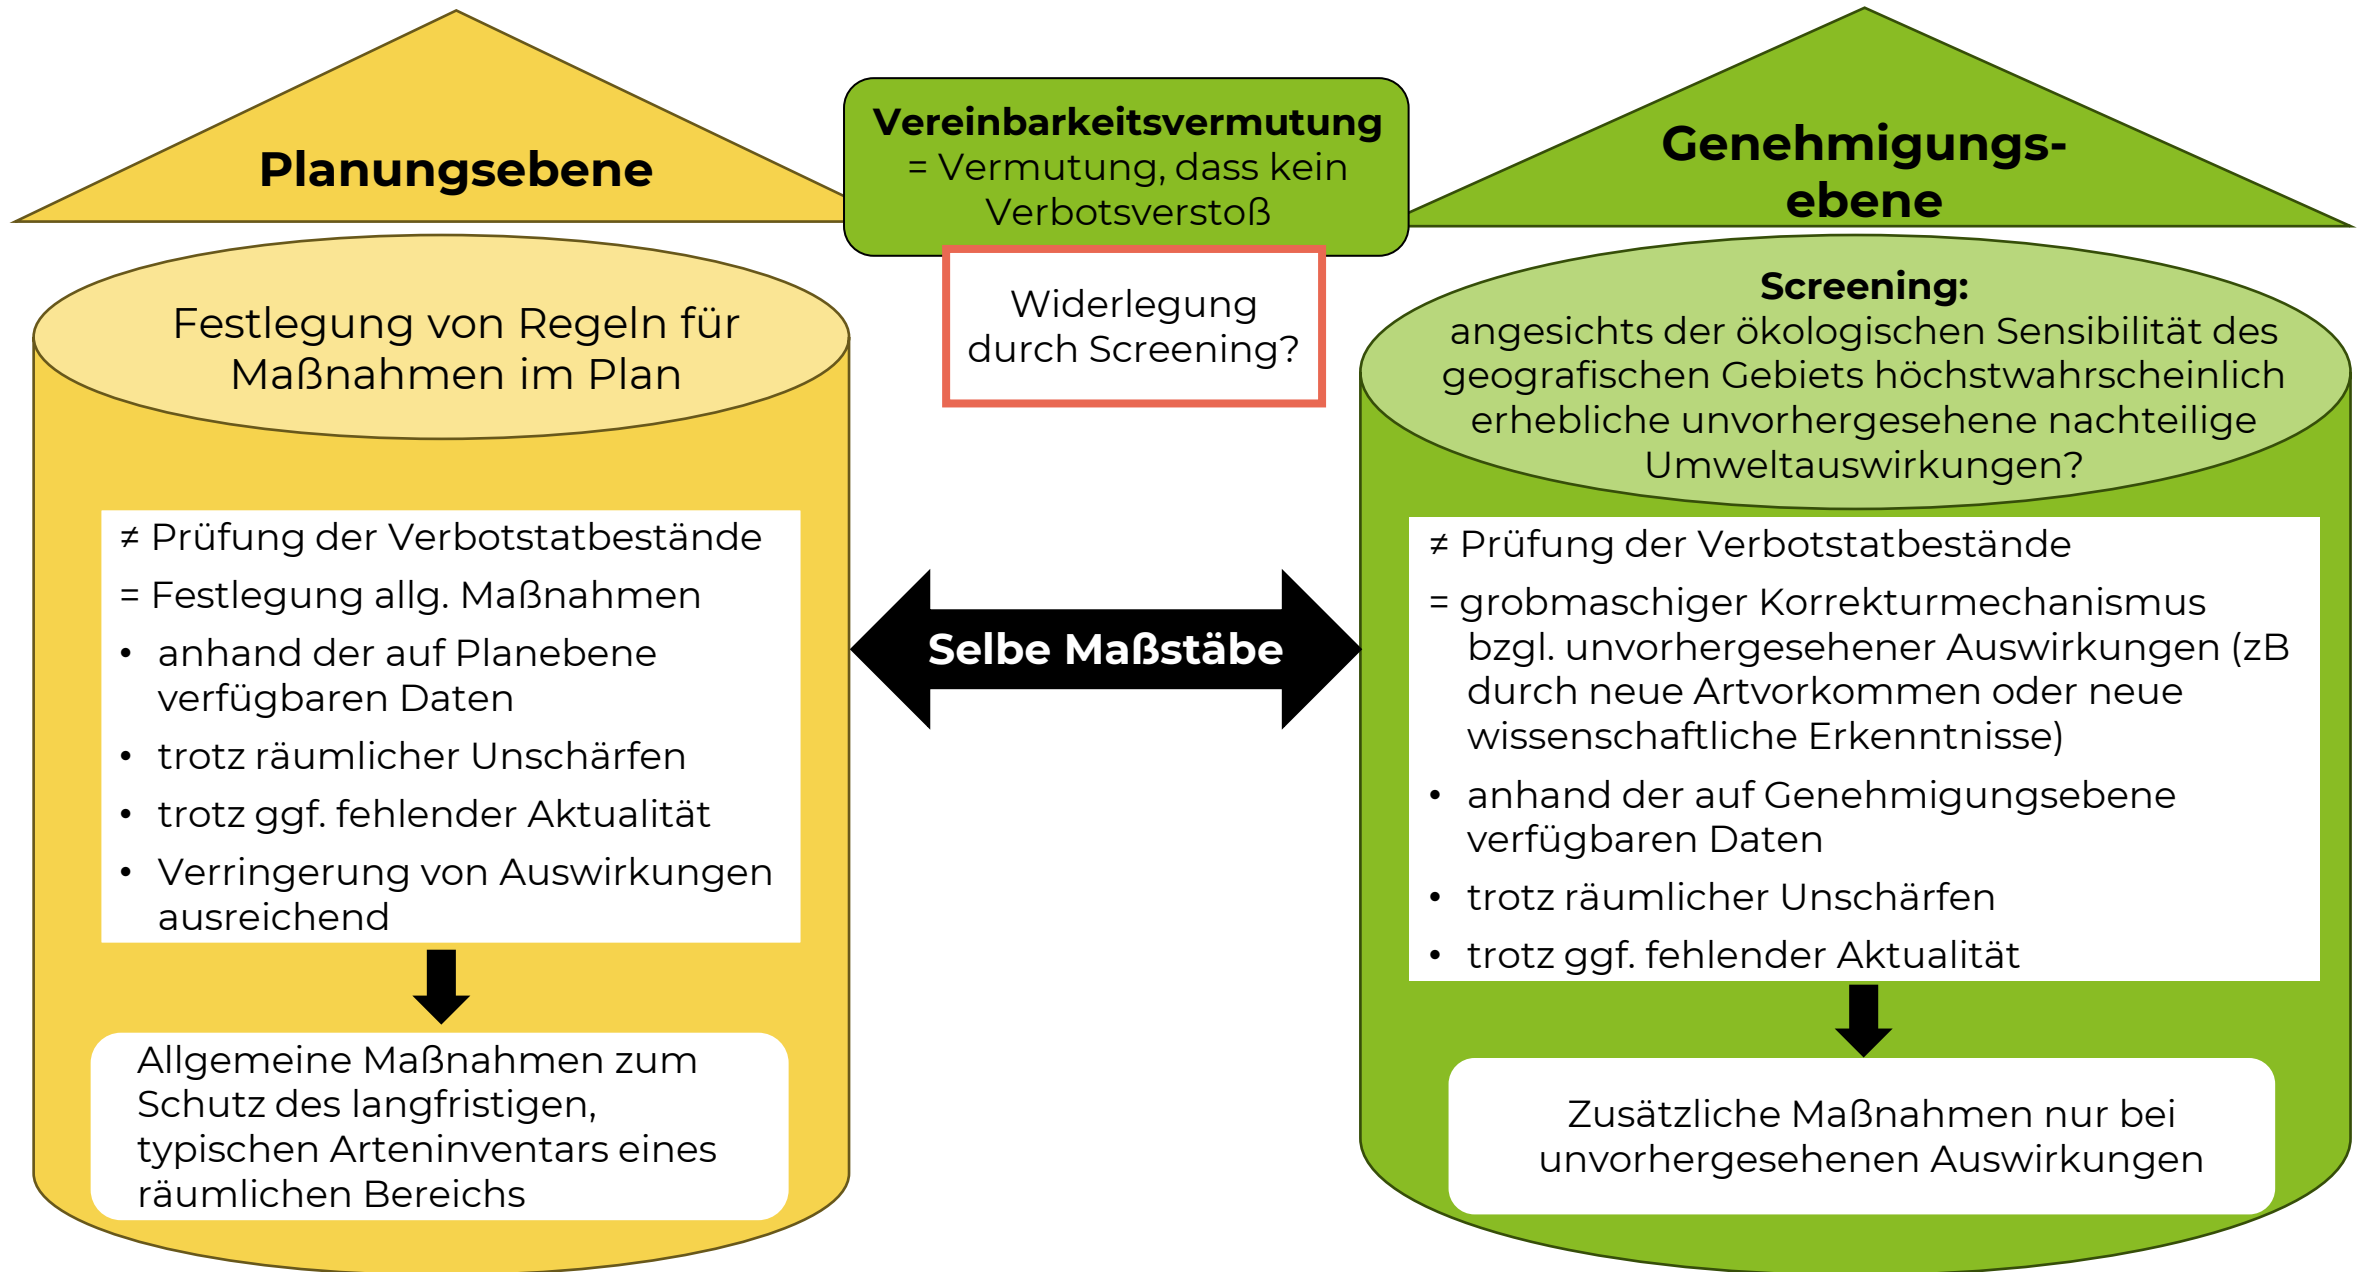 Planungsebene
Festlegung von Regeln für
Maßnahmen im Plan
≠ Prüfung der Verbotstatbestände
= Festlegung allg. Maßnahmen
• anhand der auf Planebene
verfügbaren Daten
• trotz räumlicher Unschärfen
• trotz ggf. fehlender Aktualität
• Verringerung von Auswirkungen
ausreichend
Allgemeine Maßnahmen zum
Schutz des langfristigen,
typischen Arteninventars eines
räumlichen Bereichs
Vereinbarkeitsvermutung
= Vermutung, dass kein
Verbotsverstoß
Widerlegung
durch Screening?
Selbe Maßstäbe
Genehmigungs-
ebene
Screening:
angesichts der ökologischen Sensibilität des
geografischen Gebiets höchstwahrscheinlich
erhebliche unvorhergesehene nachteilige
Umweltauswirkungen?
≠ Prüfung der Verbotstatbestände
= grobmaschiger Korrekturmechanismus
bzgl. unvorhergesehener Auswirkungen (zB
durch neue Artvorkommen oder neue
wissenschaftliche Erkenntnisse)
• anhand der auf Genehmigungsebene
verfügbaren Daten
• trotz räumlicher Unschärfen
• trotz ggf. fehlender Aktualität
Zusätzliche Maßnahmen nur bei
unvorhergesehenen Auswirkungen